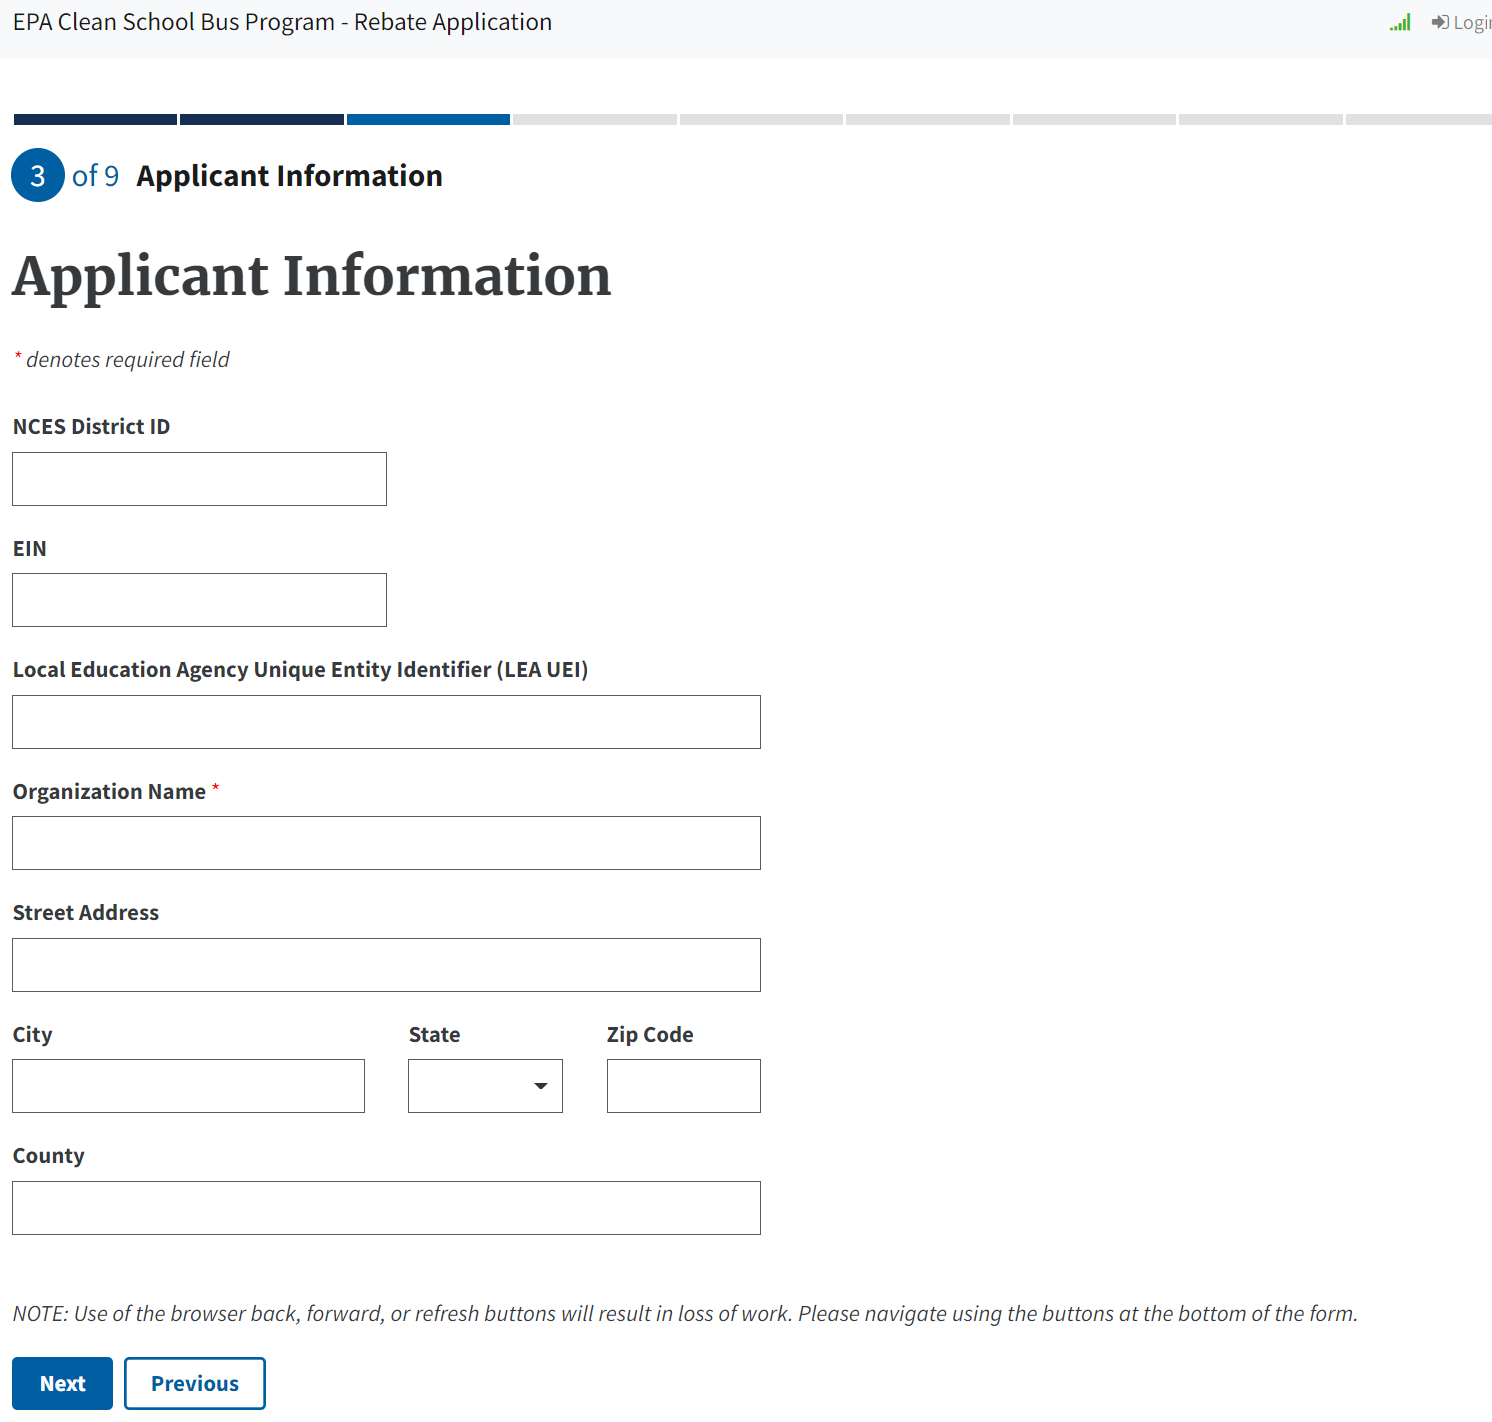 EPA Clean School Bus Program - Rebate Application
Login
3 of 9 Applicant Information
Applicant Information
* denotes required field
NCES District ID
EIN
Local Education Agency Unique Entity Identifier (LEA UEI)
Organization Name *
Street Address
City State Zip Code
County
NOTE: Use of the browser back, forward, or refresh buttons will result in loss of work. Please navigate using the buttons at the bottom of the form.
Next Previous